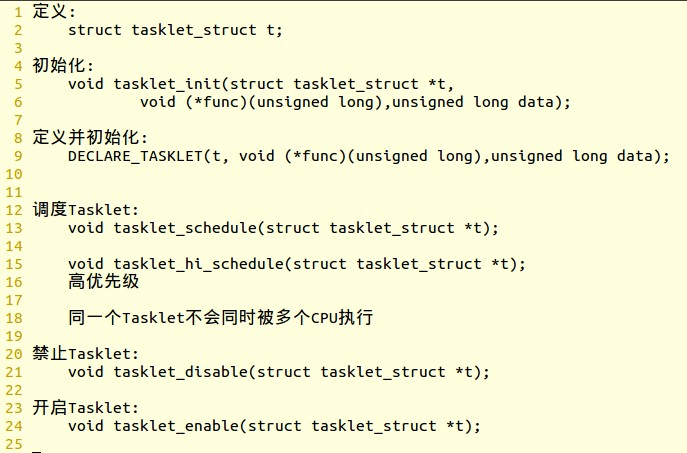 1 定义:
2 struct tasklet_struct t;
3
4 初始化:
5 void tasklet_init(struct tasklet_struct *t,
6 void (*func)(unsigned long),unsigned long data);
7
8 定义并初始化:
9 DECLARE_TASKLET(t, void (*func)(unsigned long),unsigned long data);
10
11
12 调度Tasklet:
13 void tasklet_schedule(struct tasklet_struct *t);
14
15 void tasklet_hi_schedule(struct tasklet_struct *t);
16 高优先级
17
18 同一个Tasklet不会同时被多个CPU执行
19
20 禁止Tasklet:
21 void tasklet_disable(struct tasklet_struct *t);
22
23 开启Tasklet:
24 void tasklet_enable(struct tasklet_struct *t);
25